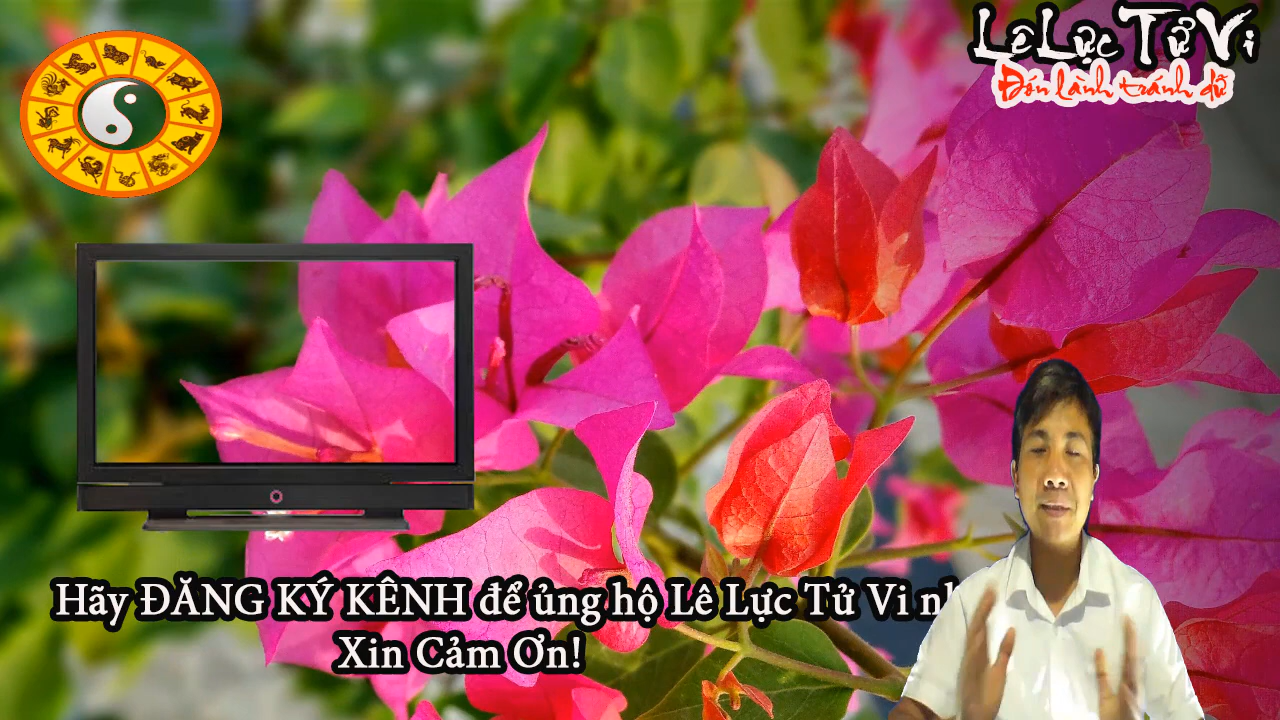 Lê Lực Tử Vi
Đón lành tránh dữ
Hãy ĐĂNG KÝ KÊNH để ủng hộ Lê Lực Tử Vi
Xin Cảm Ơn!